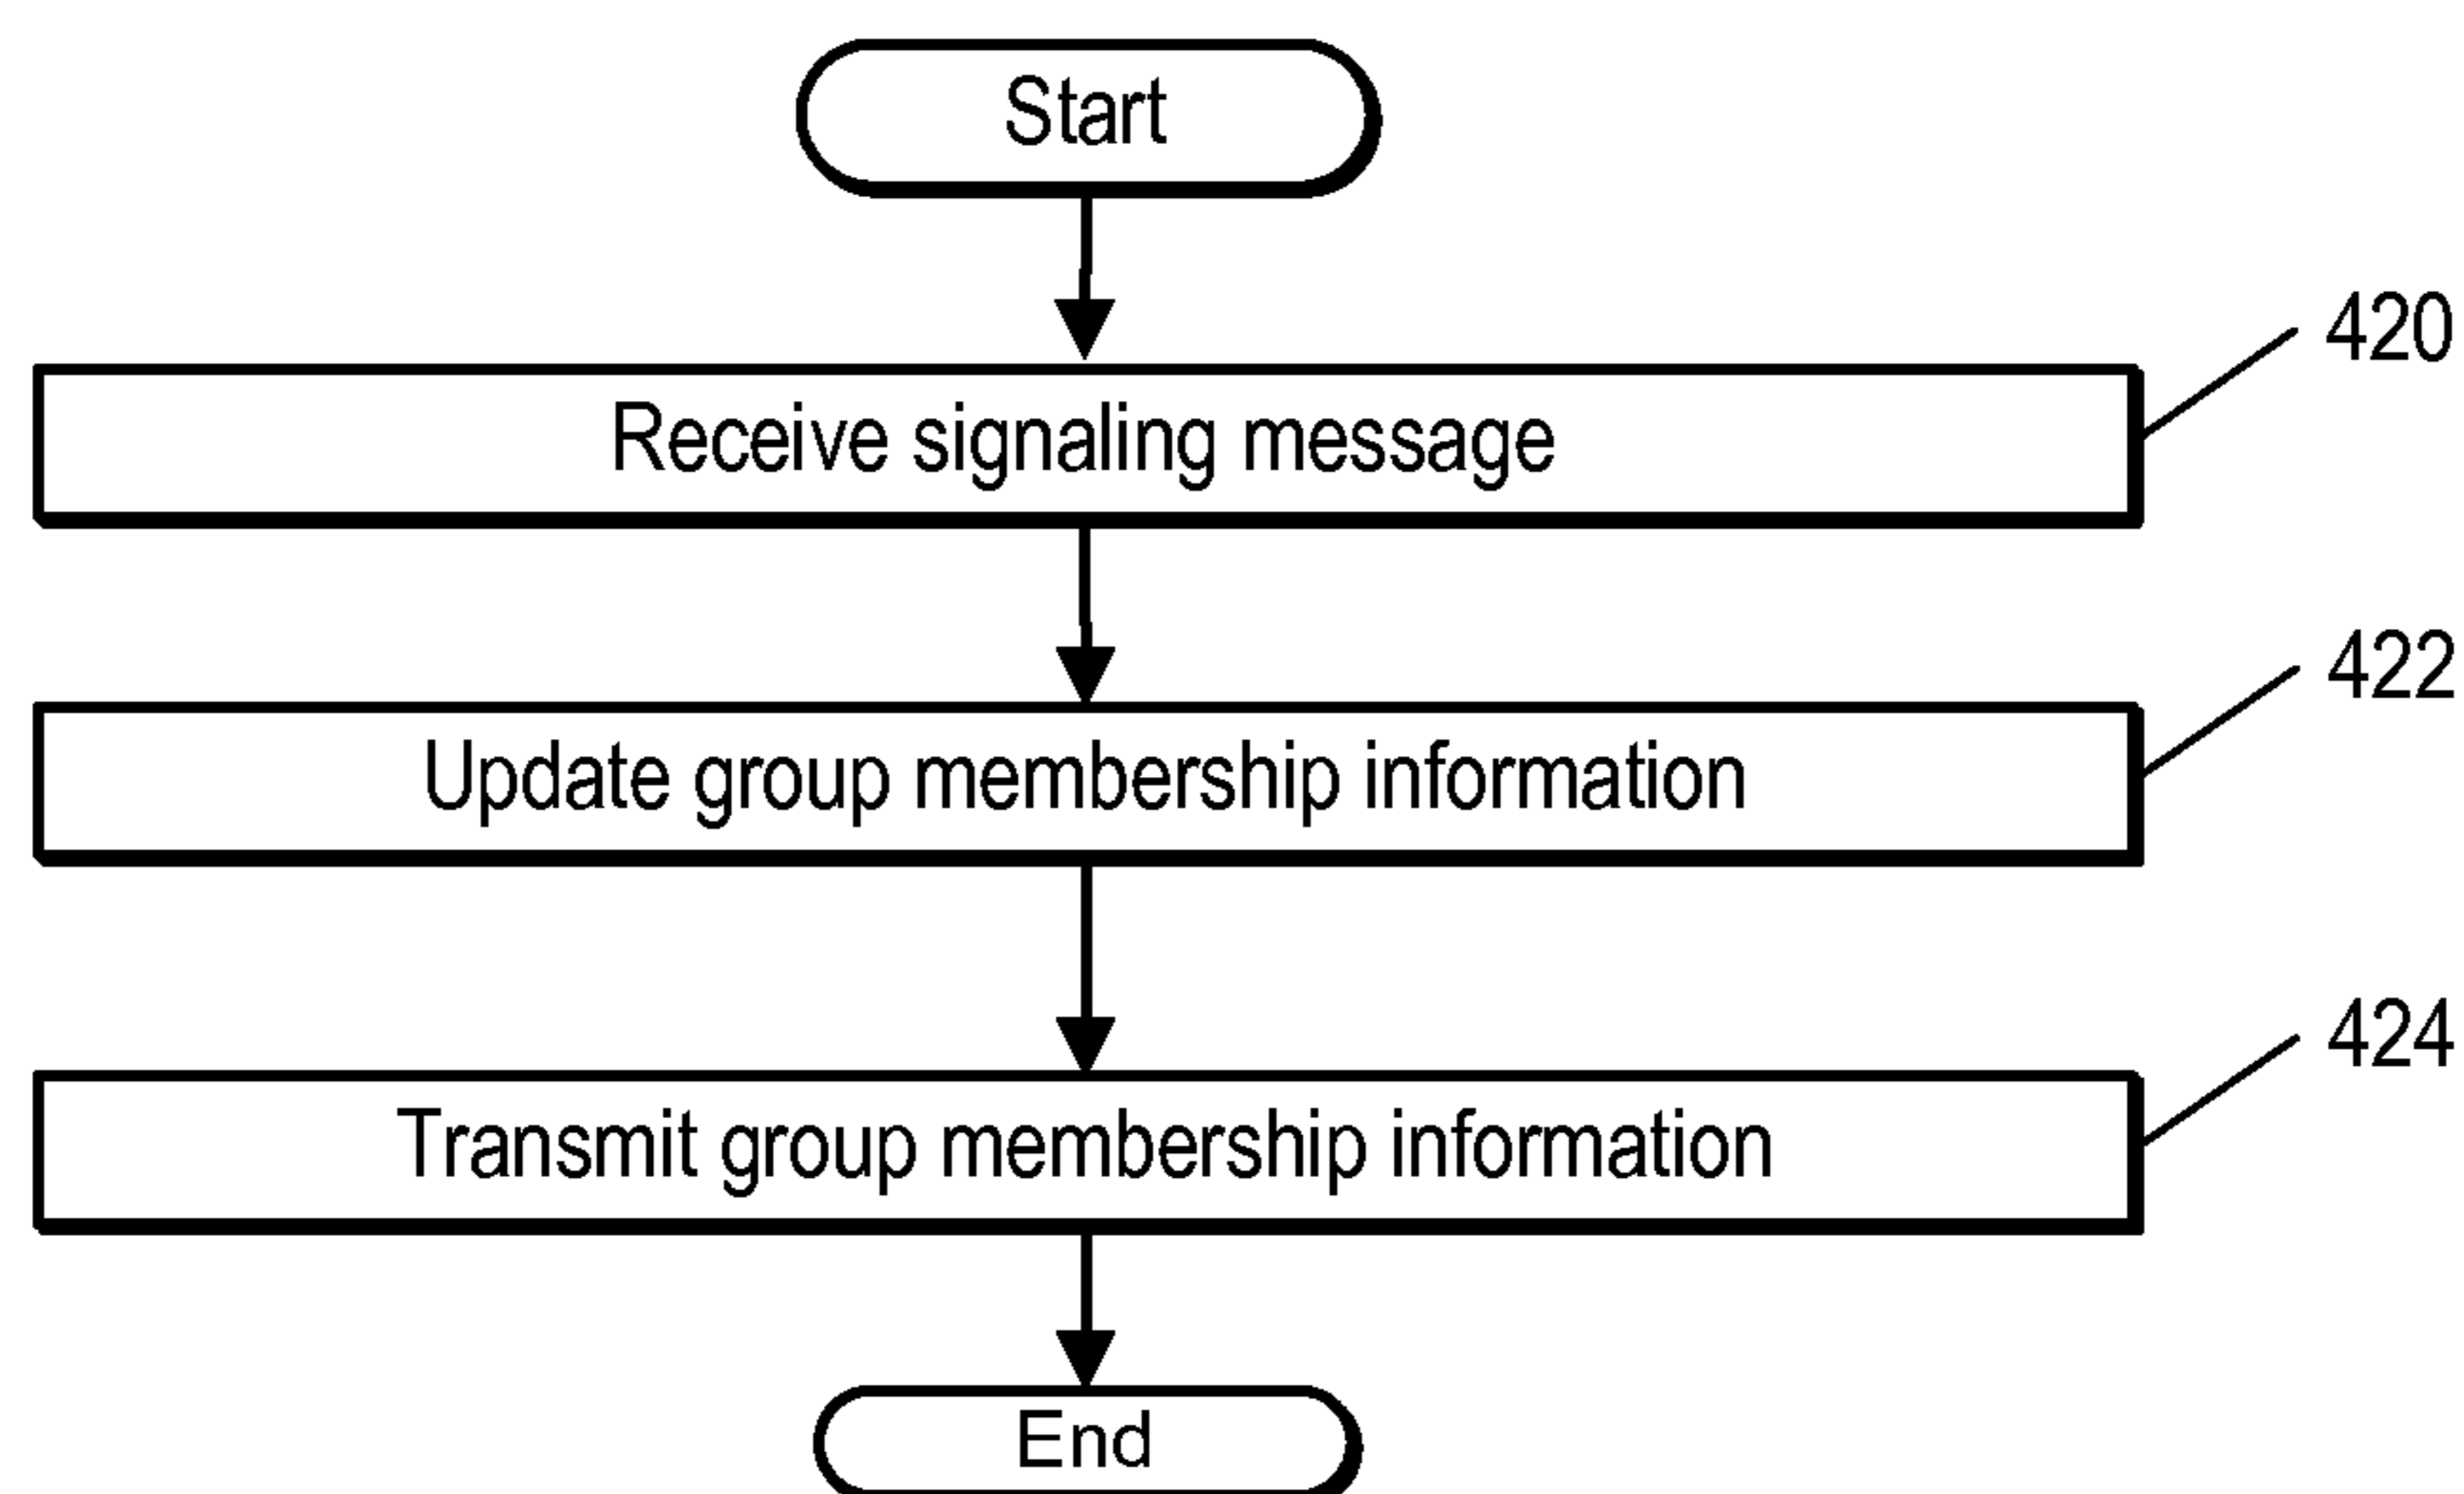 Start
420
Receive signaling message
422
Update group membership information
424
Transmit group membership information
End